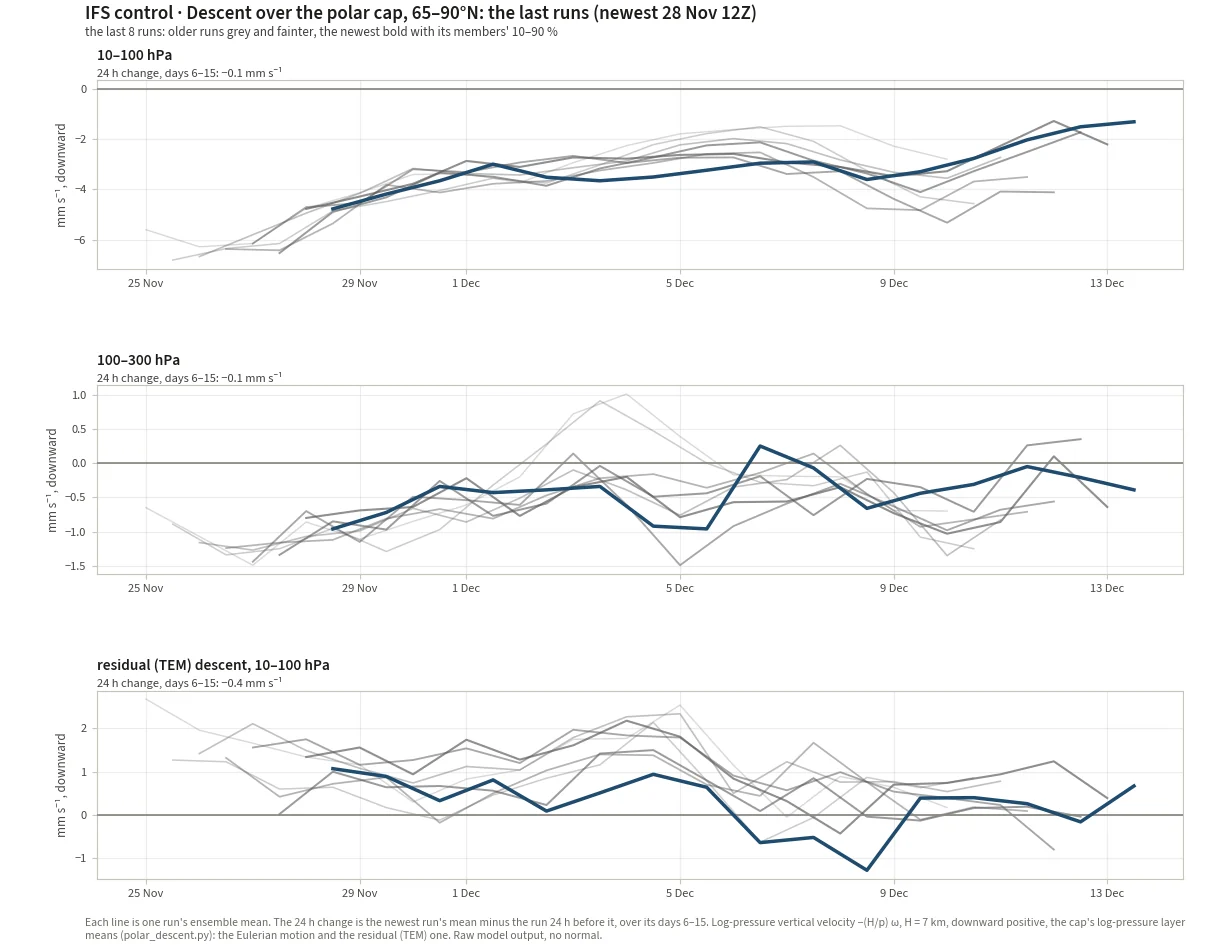 IFS control · Descent over the polar cap, 65–90°N: the last runs (newest 28 Nov 12Z)
the last 8 runs: older runs grey and fainter, the newest bold with its members' 10–90 %
10–100 hPa
24 h change, days 6–15: −0.1 mm s⁻¹
mm s⁻¹, downward
0
−2
−4
−6
25 Nov
29 Nov
1 Dec
5 Dec
9 Dec
13 Dec
100–300 hPa
24 h change, days 6–15: −0.1 mm s⁻¹
mm s⁻¹, downward
1.0
0.5
0.0
−0.5
−1.0
−1.5
25 Nov
29 Nov
1 Dec
5 Dec
9 Dec
13 Dec
residual (TEM) descent, 10–100 hPa
24 h change, days 6–15: −0.4 mm s⁻¹
mm s⁻¹, downward
2
1
0
−1
25 Nov
29 Nov
1 Dec
5 Dec
9 Dec
13 Dec
Each line is one run's ensemble mean. The 24 h change is the newest run's mean minus the run 24 h before it, over its days 6–15. Log-pressure vertical velocity −(H/p) ω, H = 7 km, downward positive, the cap's log-pressure layer
means (polar_descent.py): the Eulerian motion and the residual (TEM) one. Raw model output, no normal.